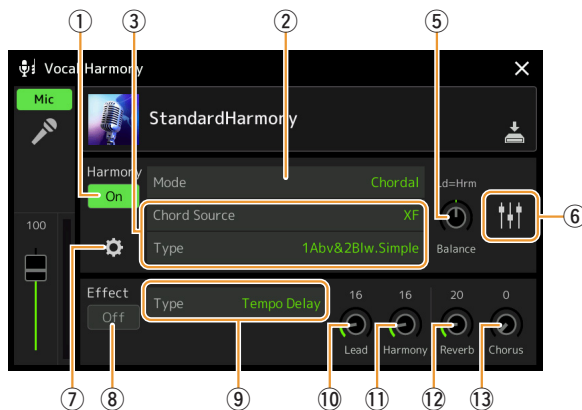 ① ③ ② ⑤
Vocal Harmony ×
Mic
StandardHarmony
Harmony
On
Mode Chordal
Ld=Hrm
Chord Source XF
Type 1Abv&2Blw.Simple
Balance
⑥
100
Effect
Off
Type Tempo Delay
16 16 20 0
Lead Harmony Reverb Chorus
⑦ ⑧ ⑨ ⑩ ⑪ ⑫ ⑬